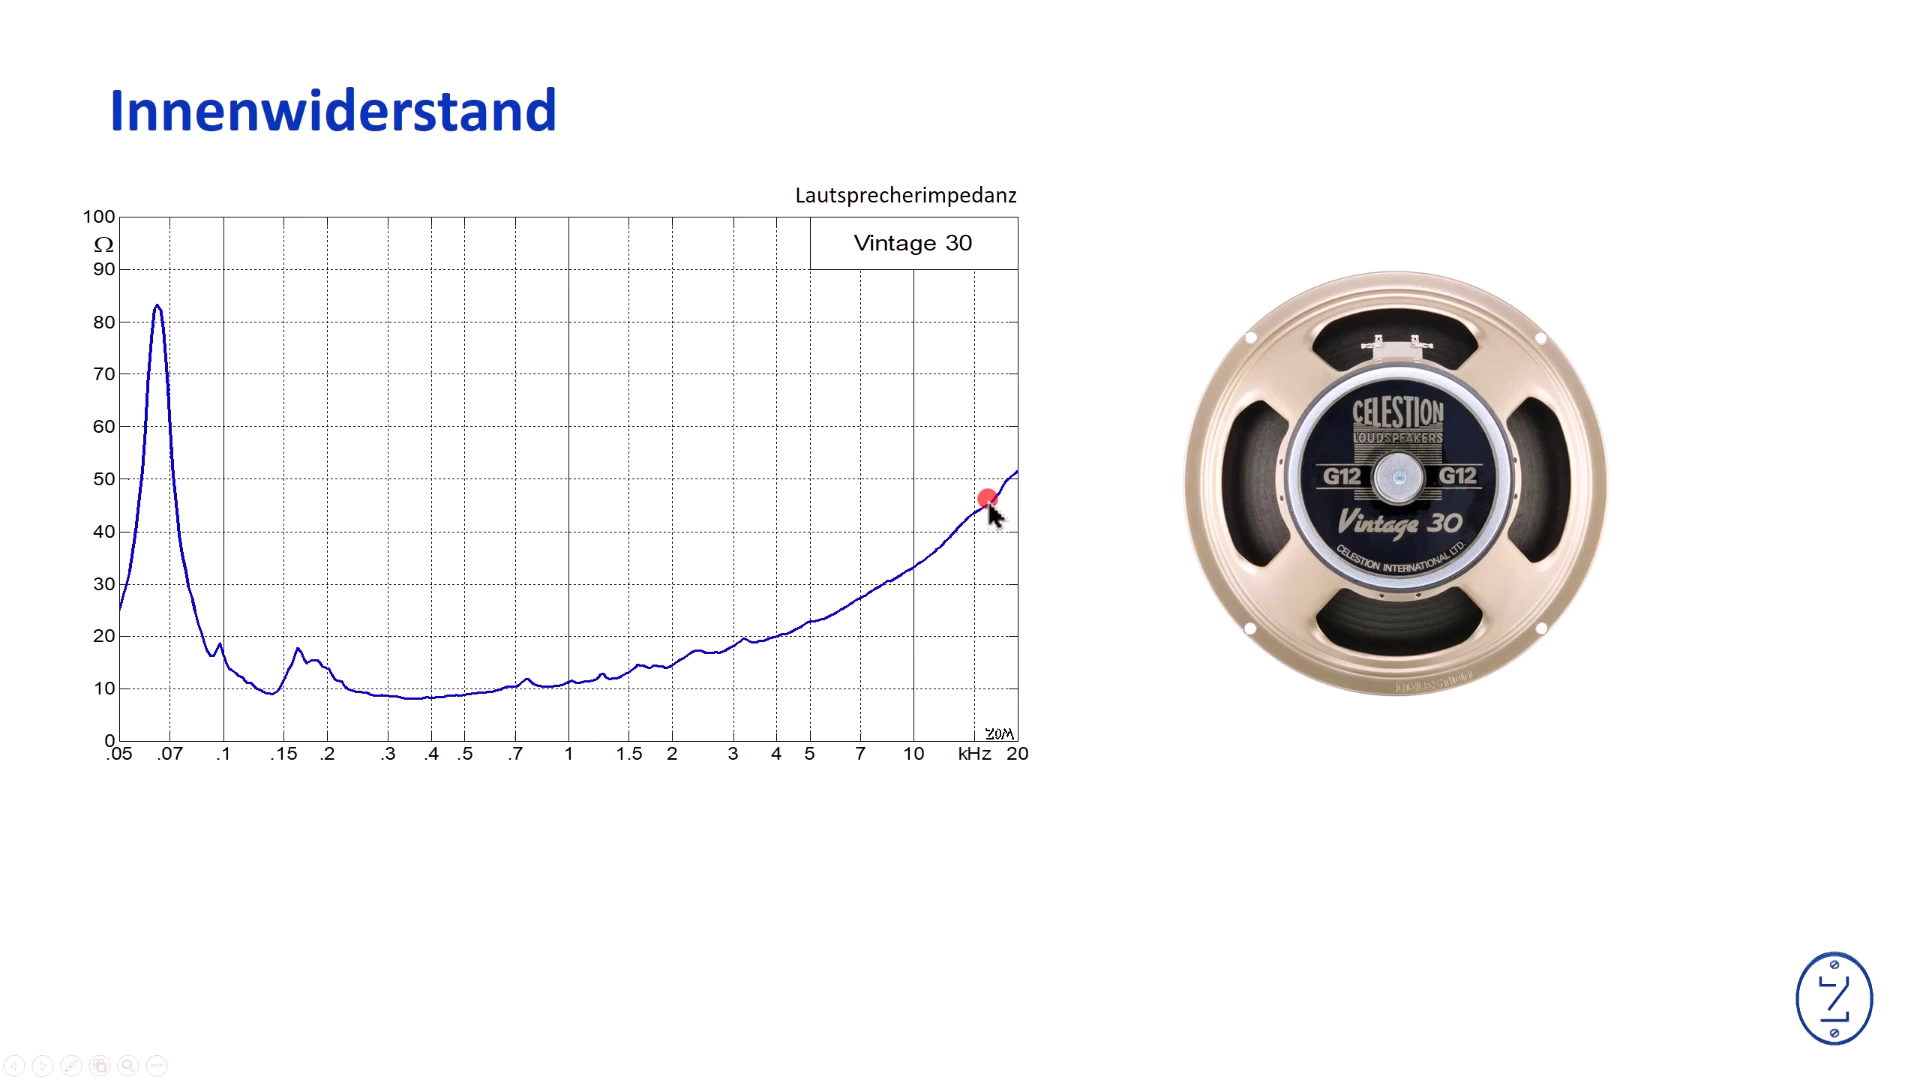 Innenwiderstand
Lautsprecherimpedanz
Vintage 30
100
Ω
90
80
70
60
50
40
30
20
10
0
.05 .07 .1 .15 .2 .3 .4 .5 .7 1 1.5 2 3 4 5 7 10 kHz 20
ZOM
CELESTION
LOUDSPEAKERS
G12 G12
Vintage 30
CELESTION INTERNATIONAL LTD.
CELESTION